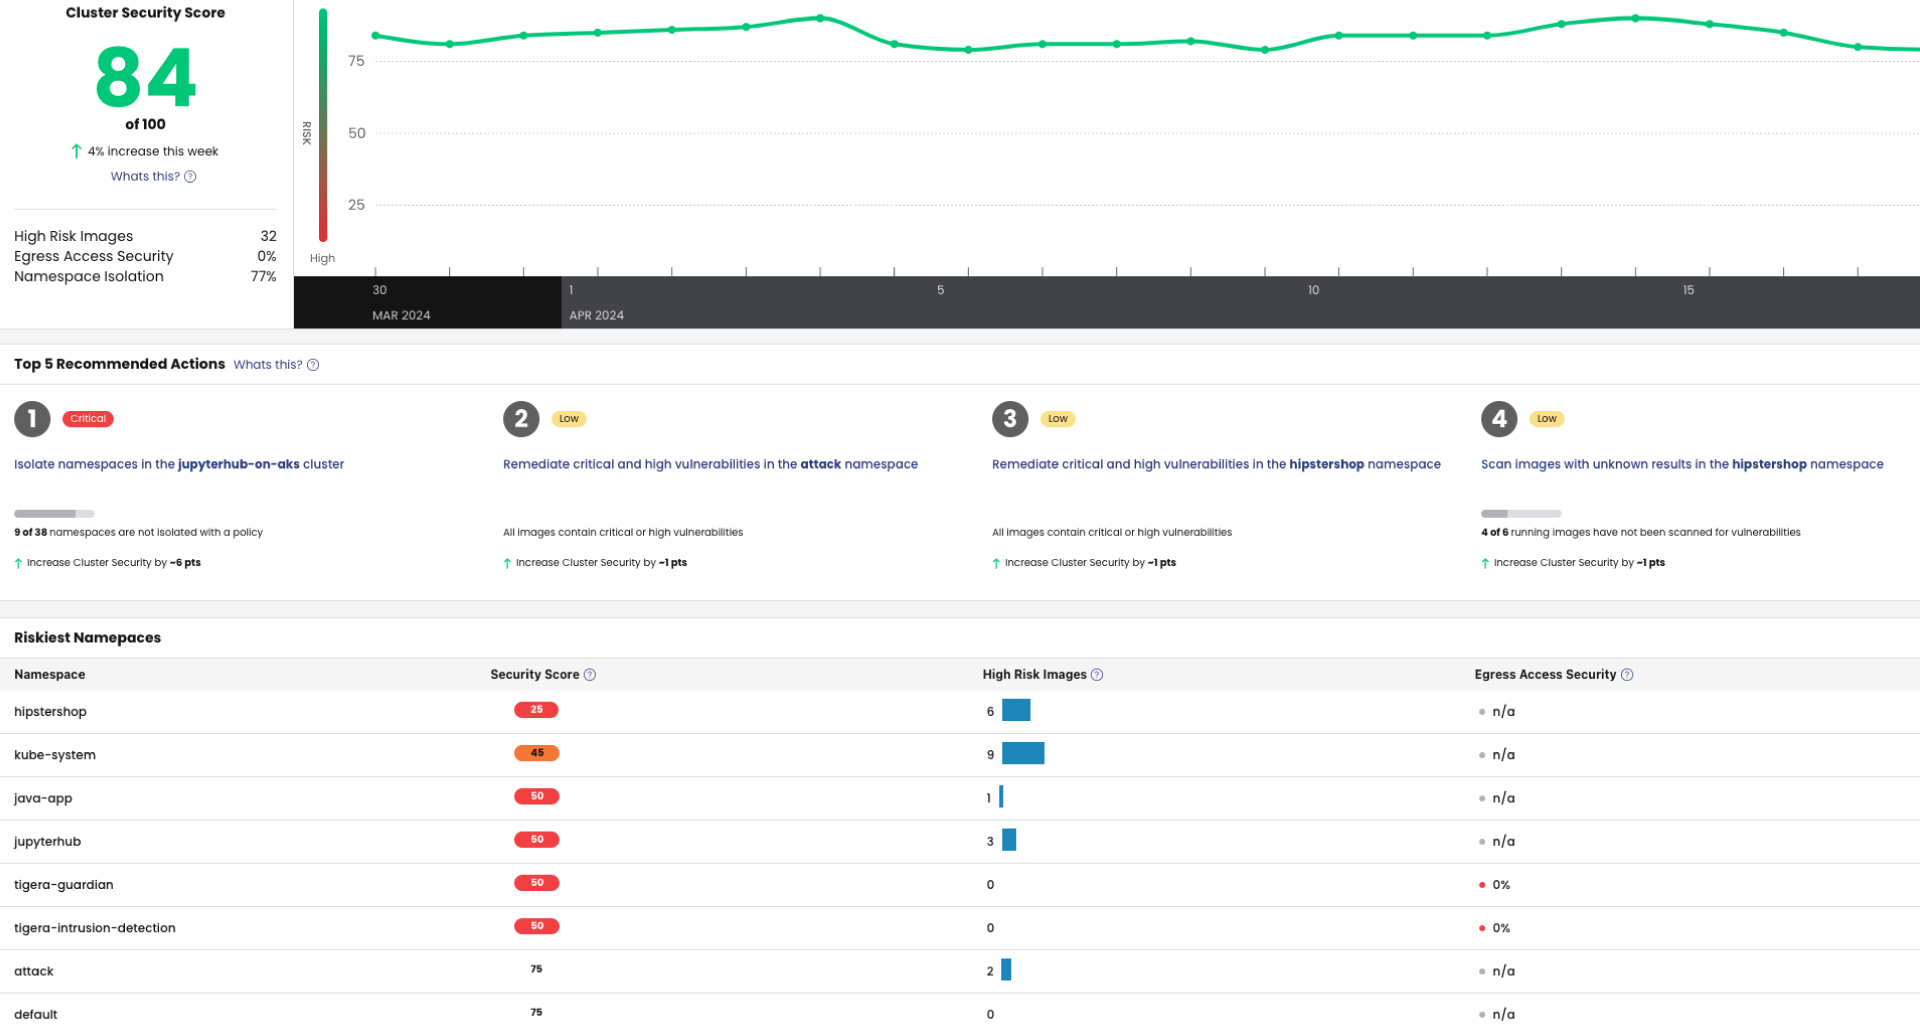 Cluster Security Score
84
of 100
4% increase this week
Whats this?
High Risk Images 32
Egress Access Security 0%
Namespace Isolation 77%
RISK
75
50
25
High
30 1 5 10 15
MAR 2024 APR 2024
Top 5 Recommended Actions Whats this?
1 Critical
Isolate namespaces in the jupyterhub-on-aks cluster
9 of 38 namespaces are not isolated with a policy
Increase Cluster Security by ~6 pts
2 Low
Remediate critical and high vulnerabilities in the attack namespace
All images contain critical or high vulnerabilities
Increase Cluster Security by ~1 pts
3 Low
Remediate critical and high vulnerabilities in the hipstershop namespace
All images contain critical or high vulnerabilities
Increase Cluster Security by ~1 pts
4 Low
Scan images with unknown results in the hipstershop namespace
4 of 6 running images have not been scanned for vulnerabilities
Increase Cluster Security by ~1 pts
Riskiest Namepaces
Namespace Security Score High Risk Images Egress Access Security
hipstershop 25 6 n/a
kube-system 45 9 n/a
java-app 50 1 n/a
jupyterhub 50 3 n/a
tigera-guardian 50 0 0%
tigera-intrusion-detection 50 0 0%
attack 75 2 n/a
default 75 0 n/a